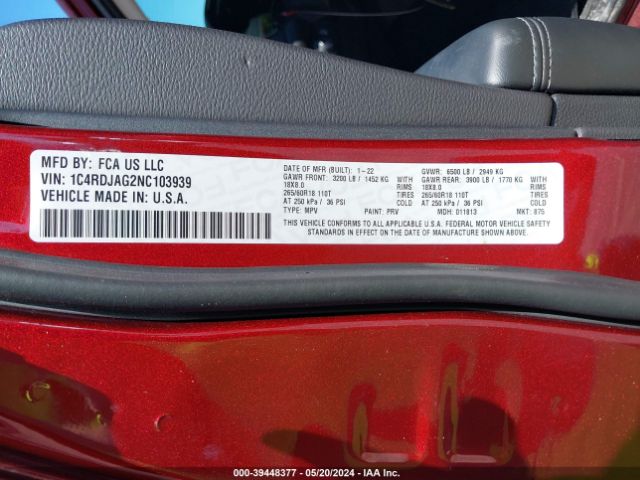 MFD BY: FCA US LLC
VIN: 1C4RDJAG2NC103939
VEHICLE MADE IN: U.S.A.
DATE OF MFR (BUILT): 1-22 GVWR: 6500 LB / 2949 KG
GAWR FRONT: 3200 LB / 1452 KG WITH GAWR REAR: 3900 LB / 1770 KG WITH
18X8.0 RIMS 18X8.0 RIMS
265/60R18 110T TIRES 265/60R18 110T TIRES
AT 250 kPa / 36 PSI COLD AT 250 kPa / 36 PSI COLD
TYPE: MPV PAINT: PRV MDH: 011813 MKT: 875
THIS VEHICLE CONFORMS TO ALL APPLICABLE U.S.A. FEDERAL MOTOR VEHICLE SAFETY
STANDARDS IN EFFECT ON THE DATE OF MANUFACTURE SHOWN ABOVE.
000-39448377 - 05/20/2024 - IAA Inc.